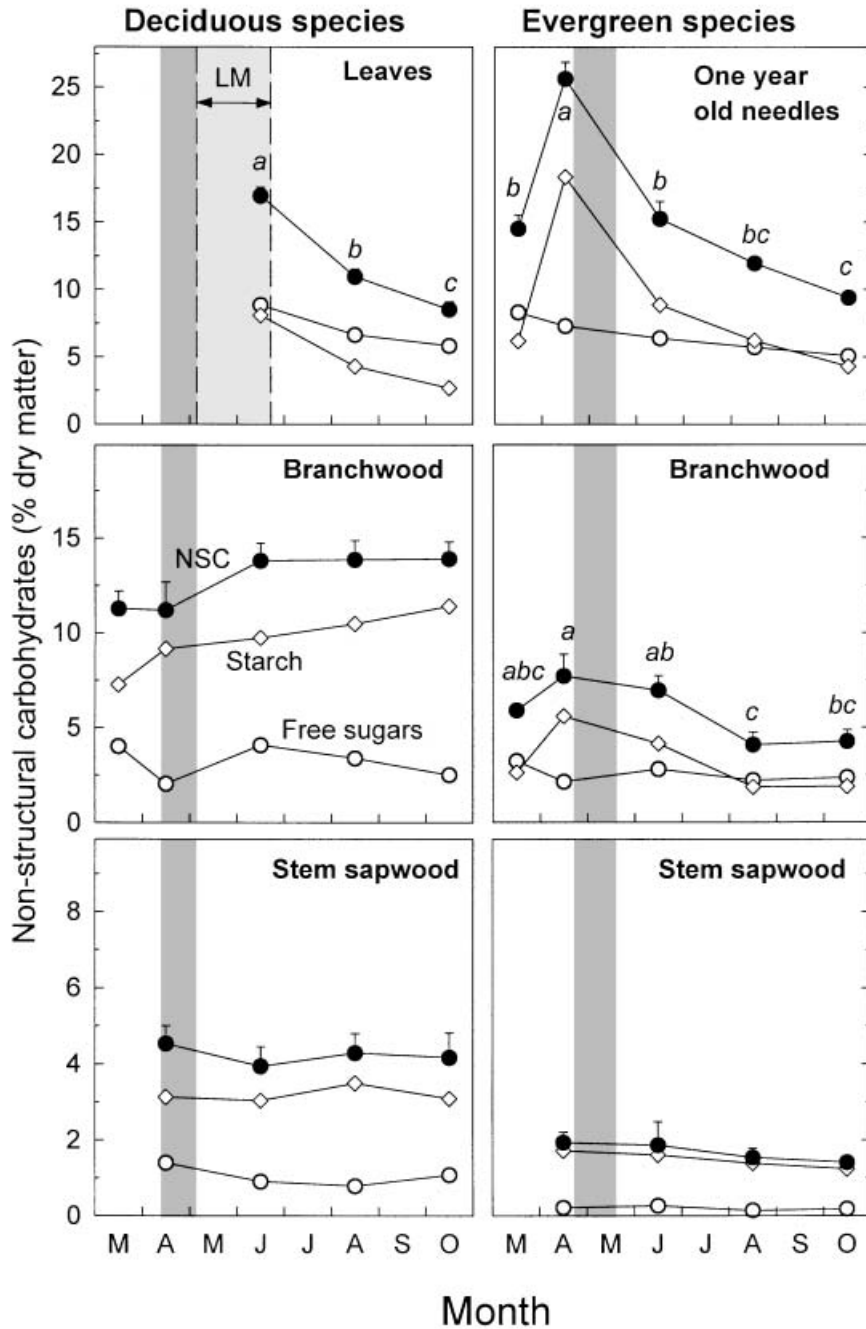 Deciduous species
Evergreen species
Non-structural carbohydrates (% dry matter)
25
20
15
10
5
0
LM
Leaves
a
b
c
One year
old needles
b
a
b
bc
c
15
10
5
0
Branchwood
NSC
Starch
Free sugars
Branchwood
abc
a
ab
c
bc
8
6
4
2
0
Stem sapwood
Stem sapwood
M A M J J A S O
M A M J J A S O
Month